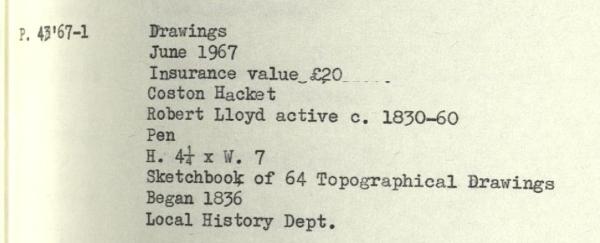 P. 43'67-1 Drawings
June 1967
Insurance value £20
Coston Hacket
Robert Lloyd active c. 1830-60
Pen
H. 4¼ x W. 7
Sketchbook of 64 Topographical Drawings
Began 1836
Local History Dept.